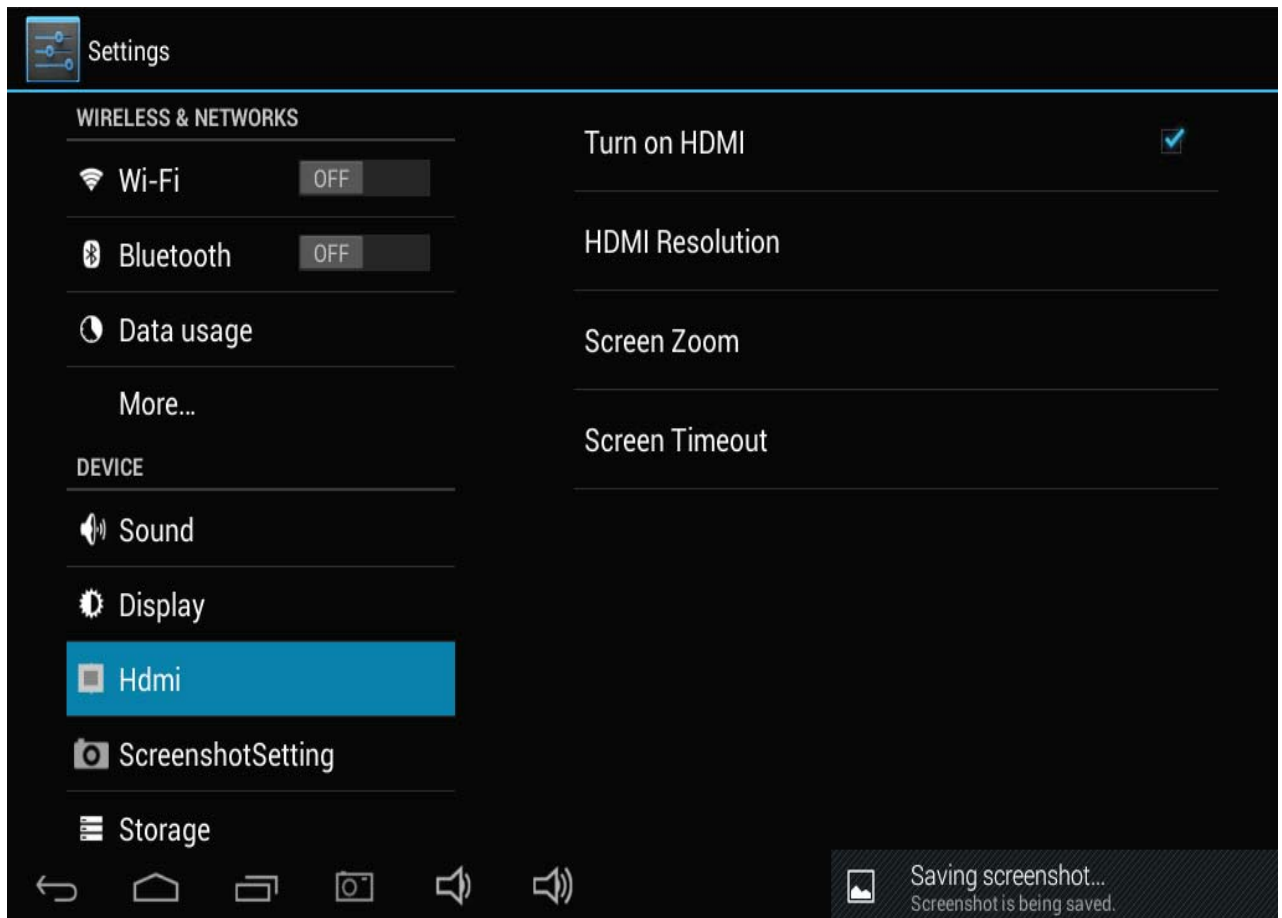 Settings
WIRELESS & NETWORKS
Wi-Fi OFF
Bluetooth OFF
Data usage
More...
DEVICE
Sound
Display
Hdmi
ScreenshotSetting
Storage
Turn on HDMI
HDMI Resolution
Screen Zoom
Screen Timeout
Saving screenshot...
Screenshot is being saved.